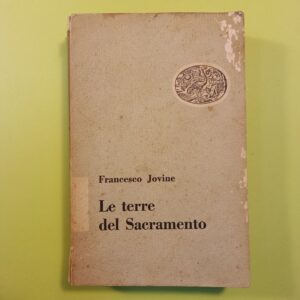 Francesco Jovine
Le terre
del Sacramento